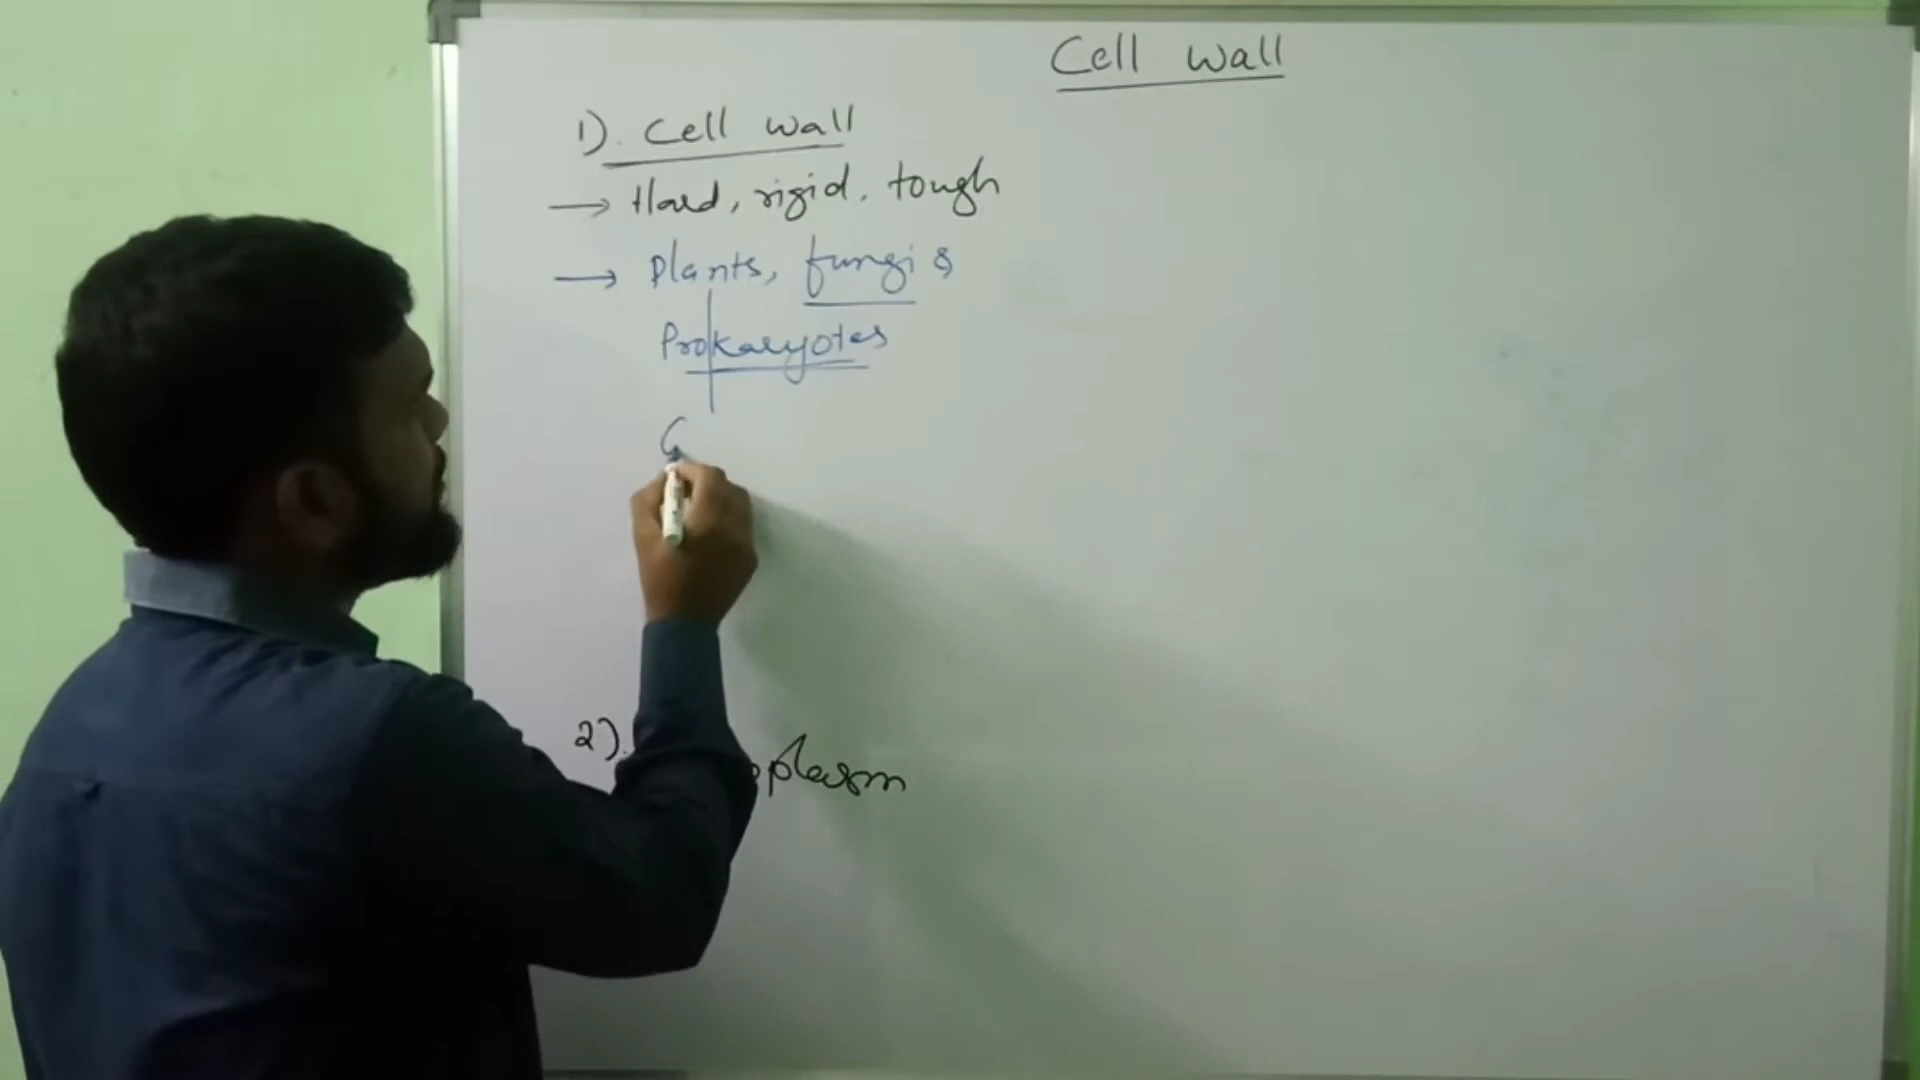 Cell Wall
1). Cell Wall
→ Hard, rigid, tough
→ Plants, fungi &
Prokaryotes
C
2).
plasm